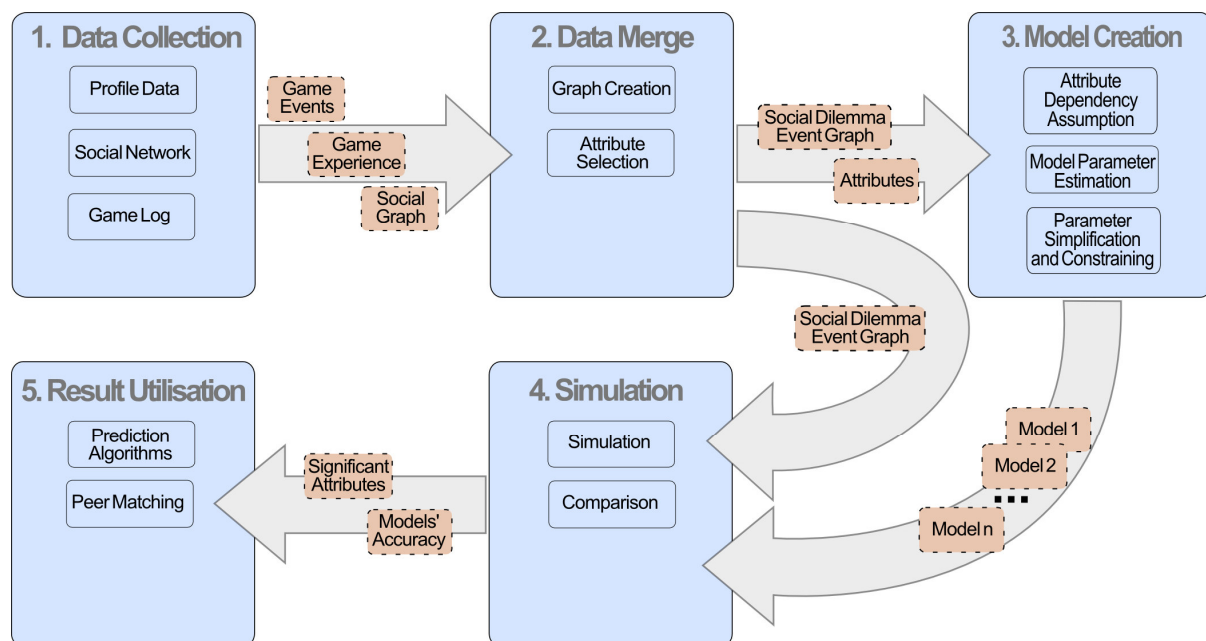 1. Data Collection
Profile Data
Social Network
Game Log
Game
Events
Game
Experience
Social
Graph
2. Data Merge
Graph Creation
Attribute
Selection
Social Dilemma
Event Graph
Attributes
3. Model Creation
Attribute
Dependency
Assumption
Model Parameter
Estimation
Parameter
Simplification
and Constraining
Social Dilemma
Event Graph
Model 1
Model 2
...
Model n
4. Simulation
Simulation
Comparison
Significant
Attributes
Models'
Accuracy
5. Result Utilisation
Prediction
Algorithms
Peer Matching